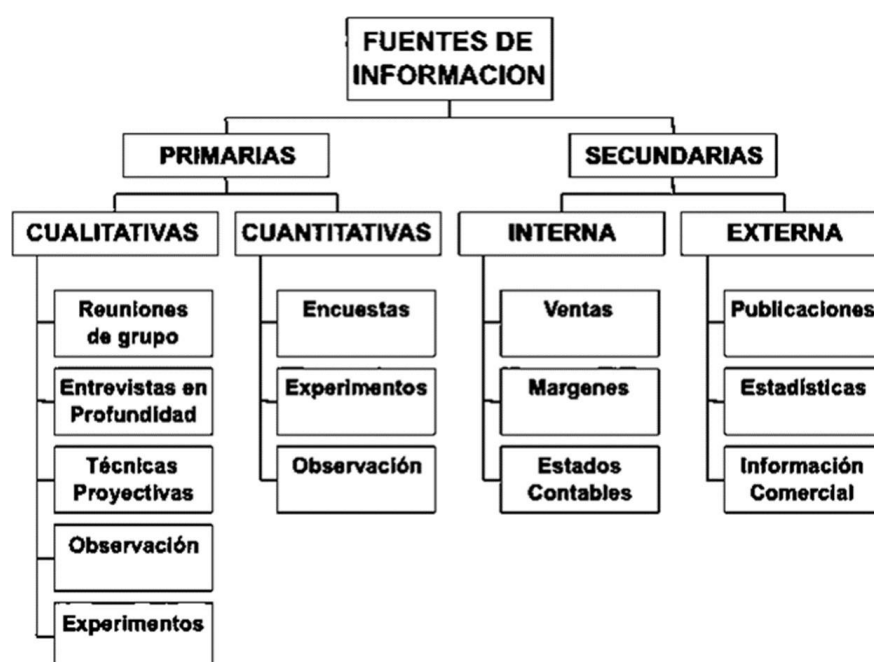 FUENTES DE
INFORMACION
PRIMARIAS
SECUNDARIAS
CUALITATIVAS
CUANTITATIVAS
INTERNA
EXTERNA
Reuniones
de grupo
Entrevistas en
Profundidad
Técnicas
Proyectivas
Observación
Experimentos
Encuestas
Experimentos
Observación
Ventas
Margenes
Estados
Contables
Publicaciones
Estadísticas
Información
Comercial